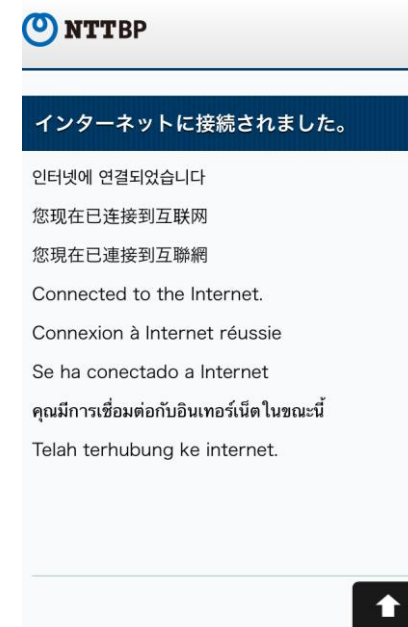 NTTBP
インターネットに接続されました。
인터넷에 연결되었습니다
您现在已连接到互联网
您現在已連接到互聯網
Connected to the Internet.
Connexion à Internet réussie
Se ha conectado a Internet
คุณมีการเชื่อมต่อกับอินเทอร์เน็ตในขณะนี้
Telah terhubung ke internet.